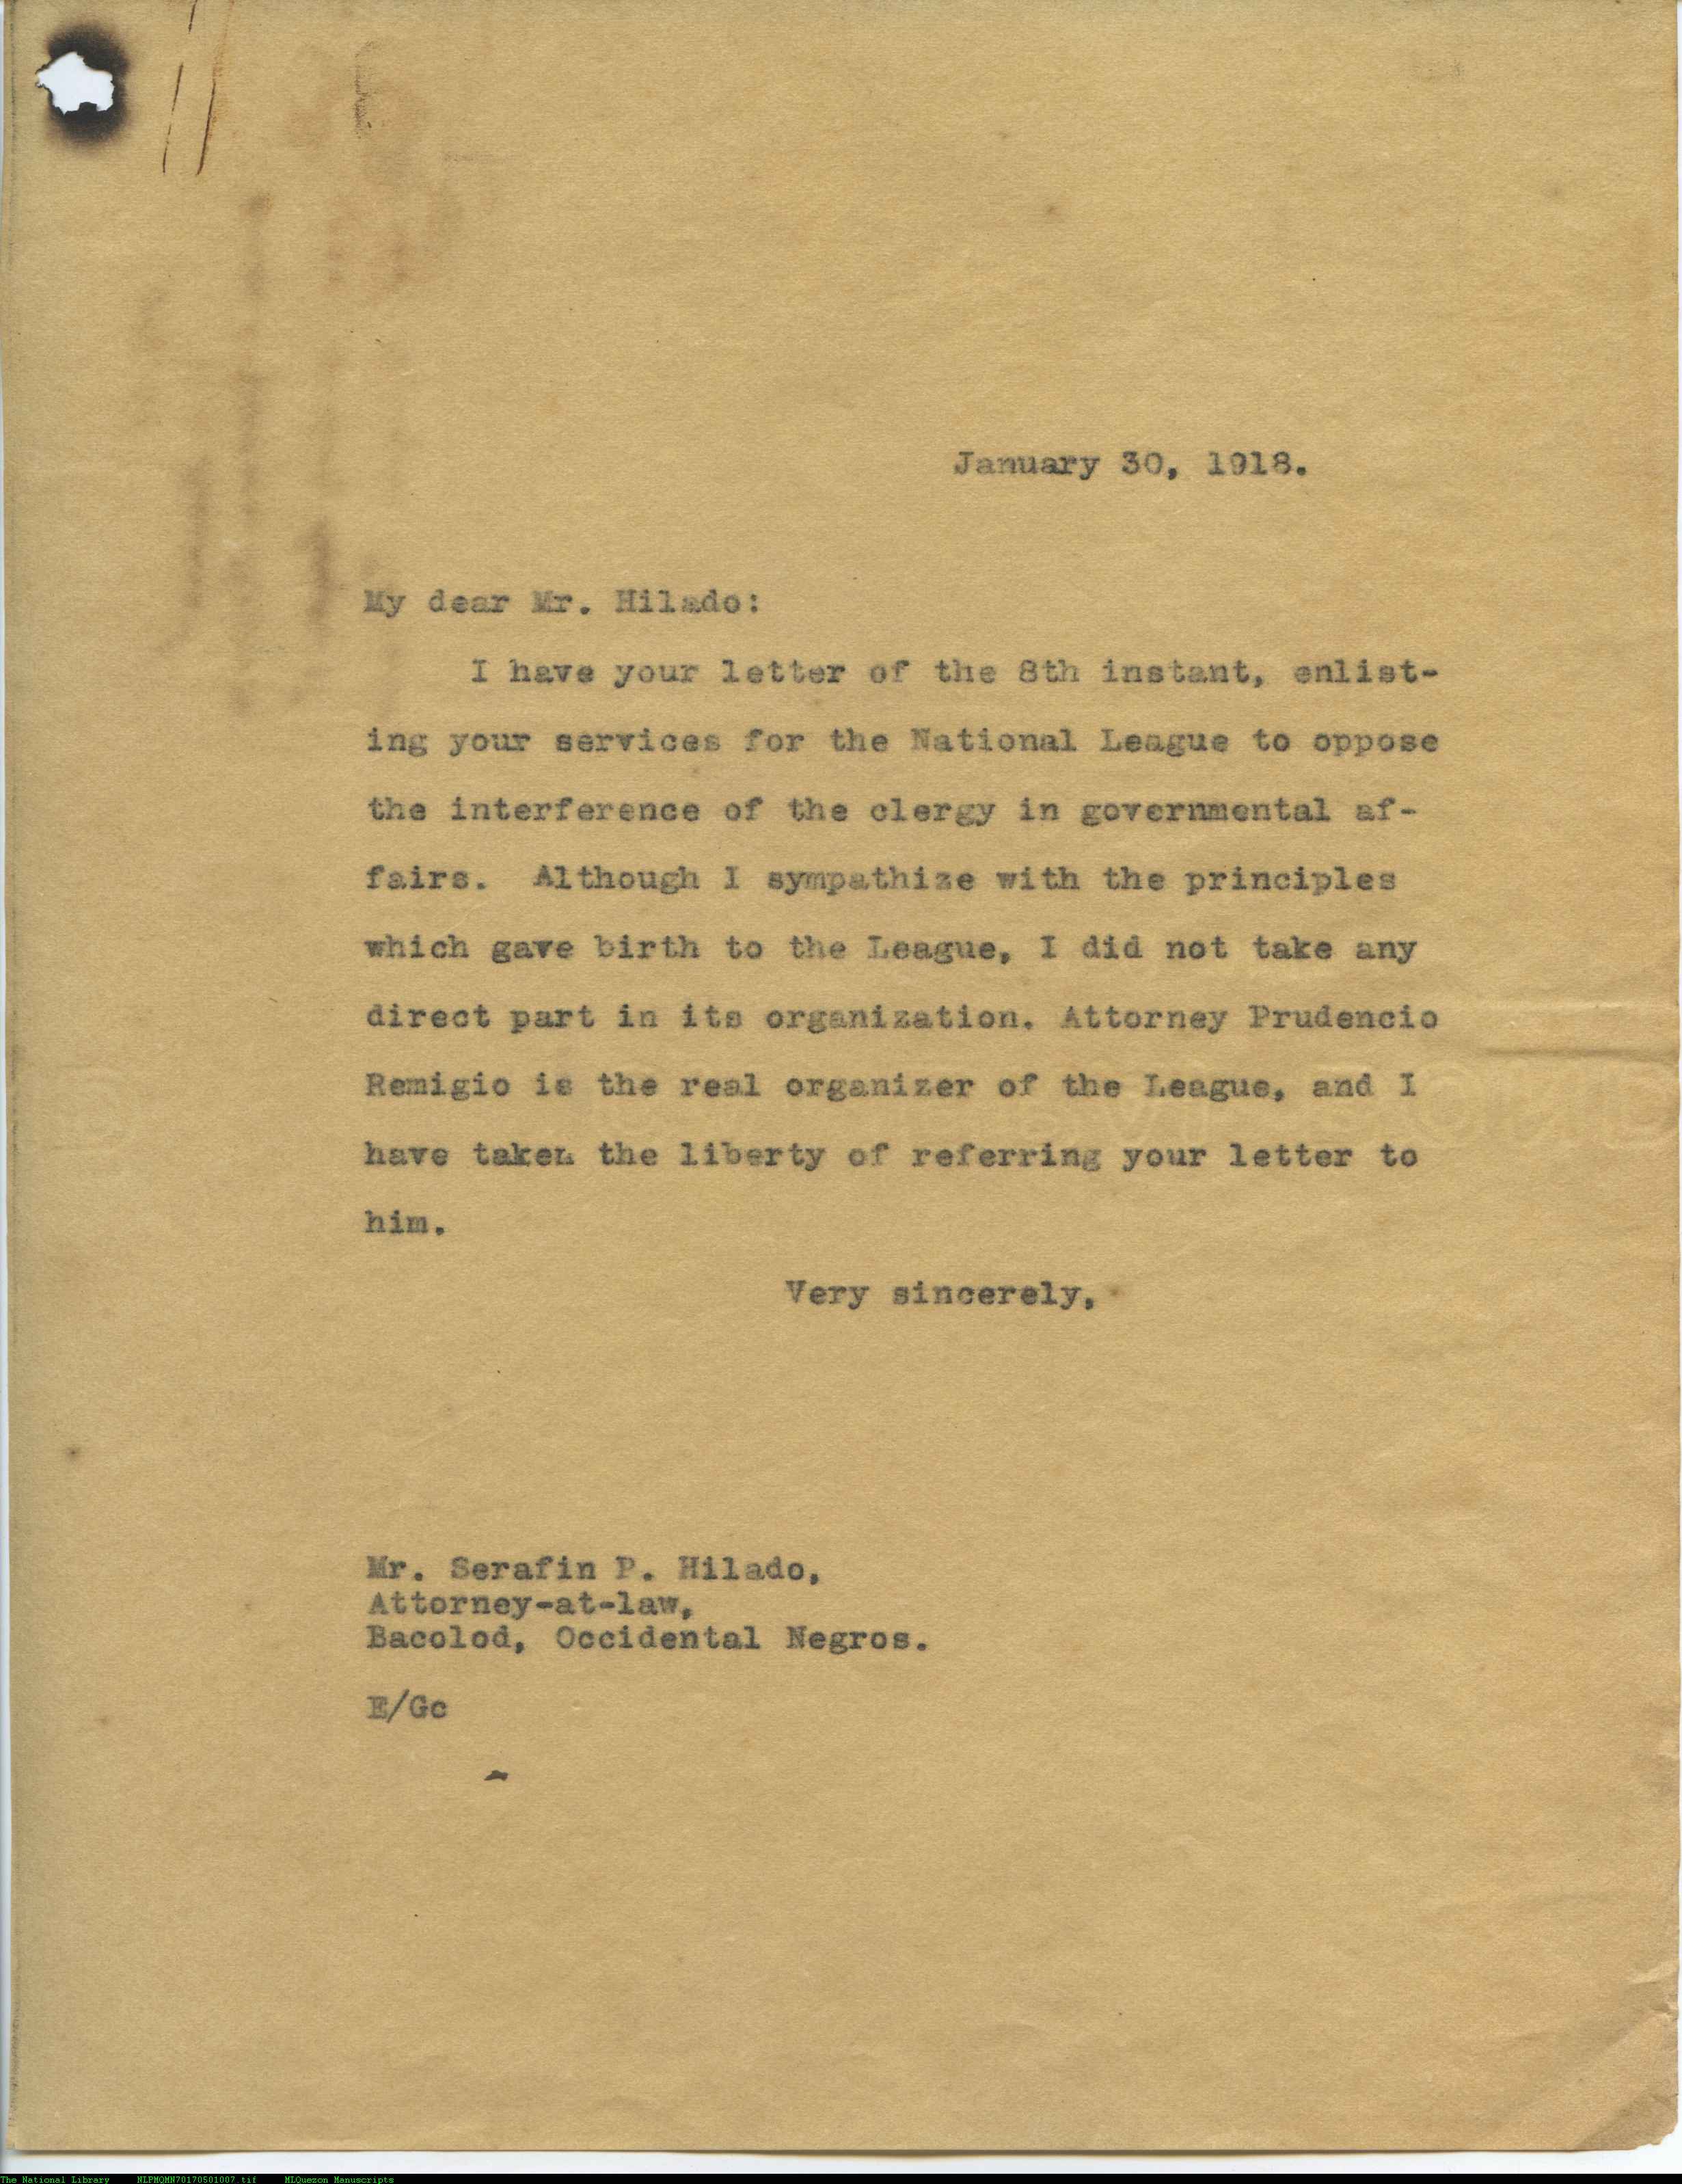 January 30, 1918.
My dear Mr. Hilado:
I have your letter of the 8th instant, enlist-
ing your services for the National League to oppose
the interference of the clergy in governmental af-
fairs. Although I sympathize with the principles
which gave birth to the League, I did not take any
direct part in its organization. Attorney Prudencio
Remigio is the real organizer of the League, and I
have taken the liberty of referring your letter to
him.
Very sincerely,
Mr. Serafin P. Hilado,
Attorney-at-law,
Bacolod, Occidental Negros.
E/Gc
The National Library NLPMQMN70170501007.tif MLQuezon Manuscripts